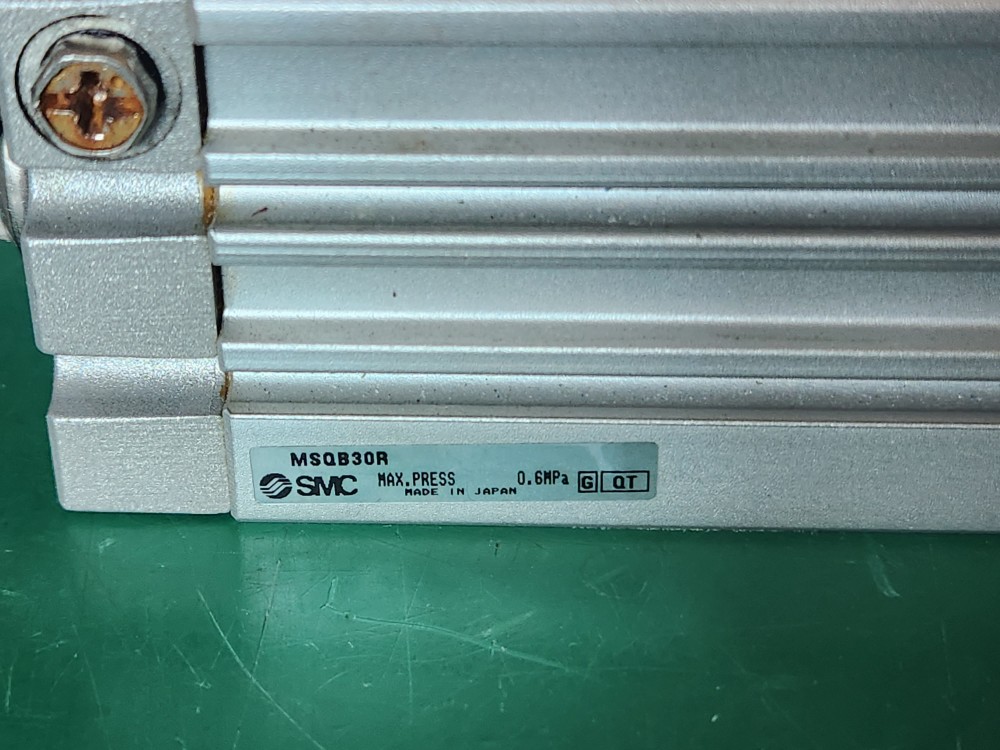 MSQB30R
SMC MAX.PRESS 0.6MPa G QT
MADE IN JAPAN